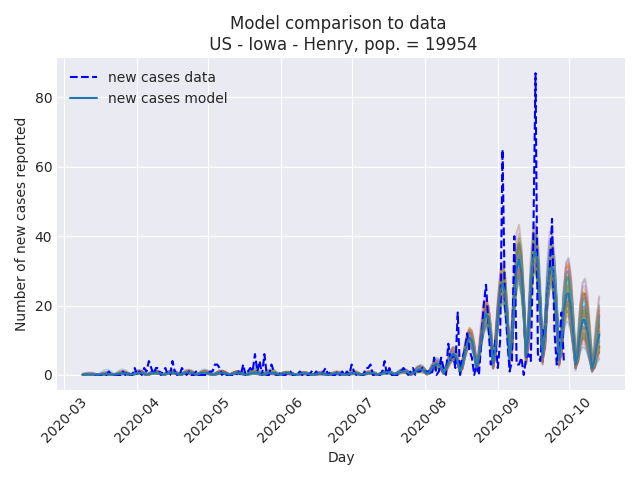 Model comparison to data
US - Iowa - Henry, pop. = 19954
new cases data
new cases model
Number of new cases reported
80
60
40
20
0
2020-03
2020-04
2020-05
2020-06
2020-07
2020-08
2020-09
2020-10
Day